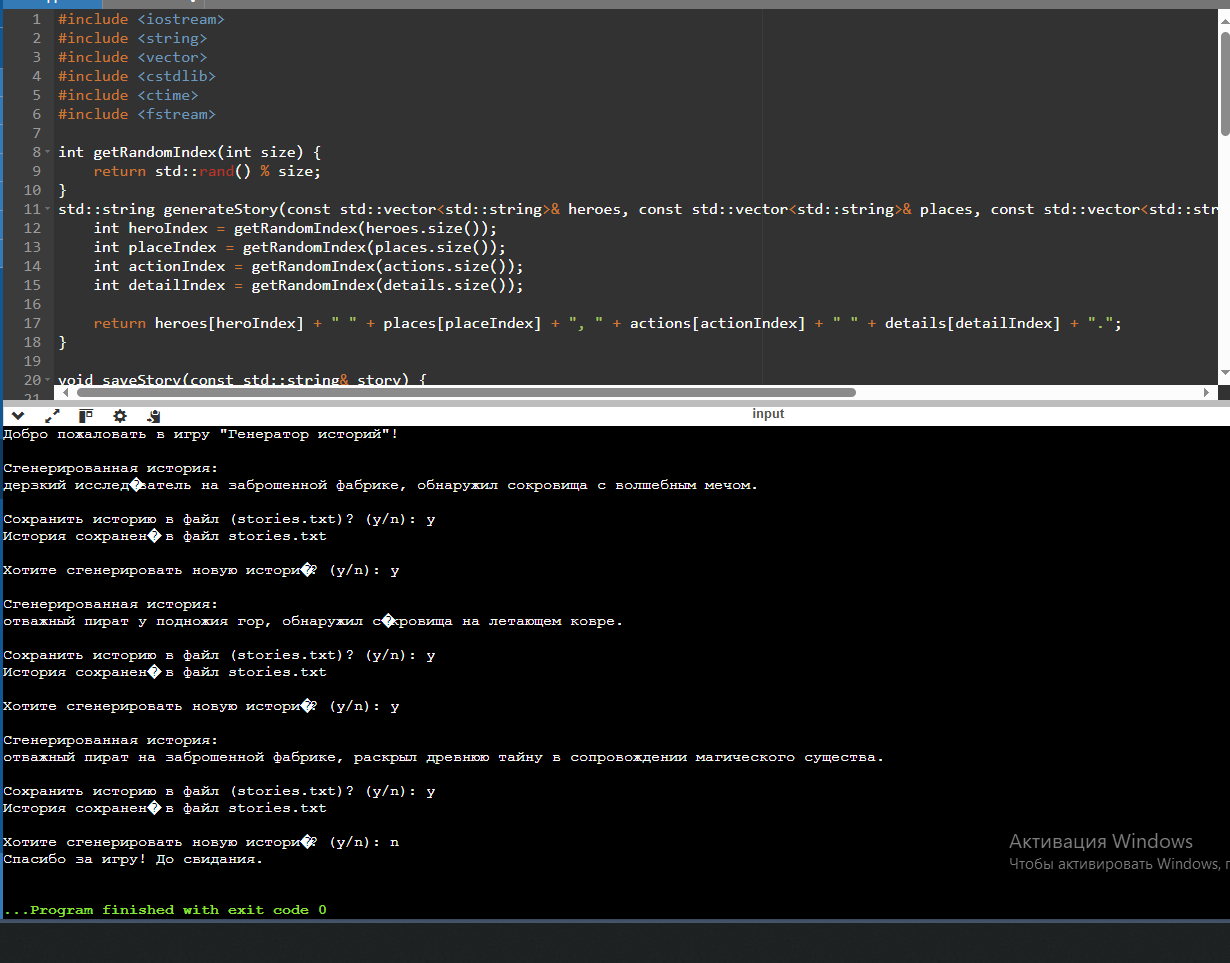 1 #include <iostream>
2 #include <string>
3 #include <vector>
4 #include <cstdlib>
5 #include <ctime>
6 #include <fstream>
7
8 int getRandomIndex(int size) {
9 return std::rand() % size;
10 }
11 std::string generateStory(const std::vector<std::string>& heroes, const std::vector<std::string>& places, const std::vector<std::str
12 int heroIndex = getRandomIndex(heroes.size());
13 int placeIndex = getRandomIndex(places.size());
14 int actionIndex = getRandomIndex(actions.size());
15 int detailIndex = getRandomIndex(details.size());
16
17 return heroes[heroIndex] + " " + places[placeIndex] + ", " + actions[actionIndex] + " " + details[detailIndex] + ".";
18 }
19
20 void saveStory(const std::string& story) {
21
input
Добро пожаловать в игру "Генератор историй"!
Сгенерированная история:
дерзкий исслед�ватель на заброшенной фабрике, обнаружил сокровища с волшебным мечом.
Сохранить историю в файл (stories.txt)? (y/n): y
История сохранен� в файл stories.txt
Хотите сгенерировать новую истори�? (y/n): y
Сгенерированная история:
отважный пират у подножия гор, обнаружил с�кровища на летающем ковре.
Сохранить историю в файл (stories.txt)? (y/n): y
История сохранен� в файл stories.txt
Хотите сгенерировать новую истори�? (y/n): y
Сгенерированная история:
отважный пират на заброшенной фабрике, раскрыл древнюю тайну в сопровождении магического существа.
Сохранить историю в файл (stories.txt)? (y/n): y
История сохранен� в файл stories.txt
Хотите сгенерировать новую истори�? (y/n): n
Спасибо за игру! До свидания.
...Program finished with exit code 0
Активация Windows
Чтобы активировать Windows,